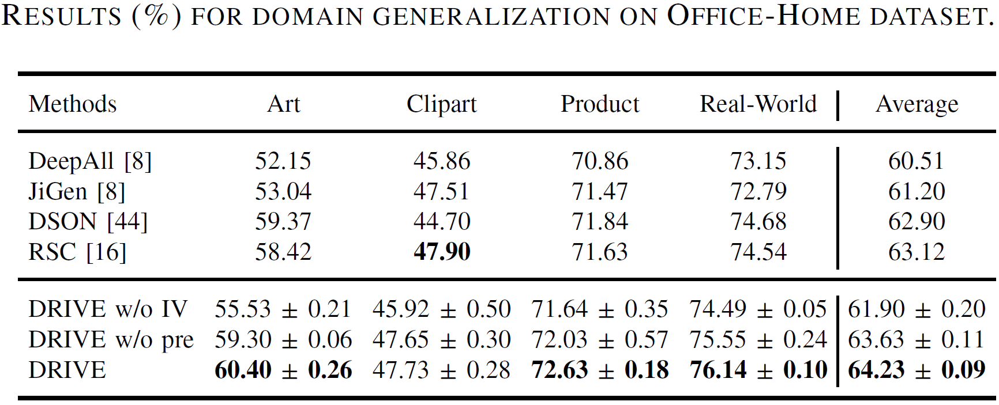 RESULTS (%) FOR DOMAIN GENERALIZATION ON OFFICE-HOME DATASET.
Methods Art Clipart Product Real-World Average
DeepAll [8] 52.15 45.86 70.86 73.15 60.51
JiGen [8] 53.04 47.51 71.47 72.79 61.20
DSON [44] 59.37 44.70 71.84 74.68 62.90
RSC [16] 58.42 47.90 71.63 74.54 63.12
DRIVE w/o IV 55.53 ± 0.21 45.92 ± 0.50 71.64 ± 0.35 74.49 ± 0.05 61.90 ± 0.20
DRIVE w/o pre 59.30 ± 0.06 47.65 ± 0.30 72.03 ± 0.57 75.55 ± 0.24 63.63 ± 0.11
DRIVE 60.40 ± 0.26 47.73 ± 0.28 72.63 ± 0.18 76.14 ± 0.10 64.23 ± 0.09